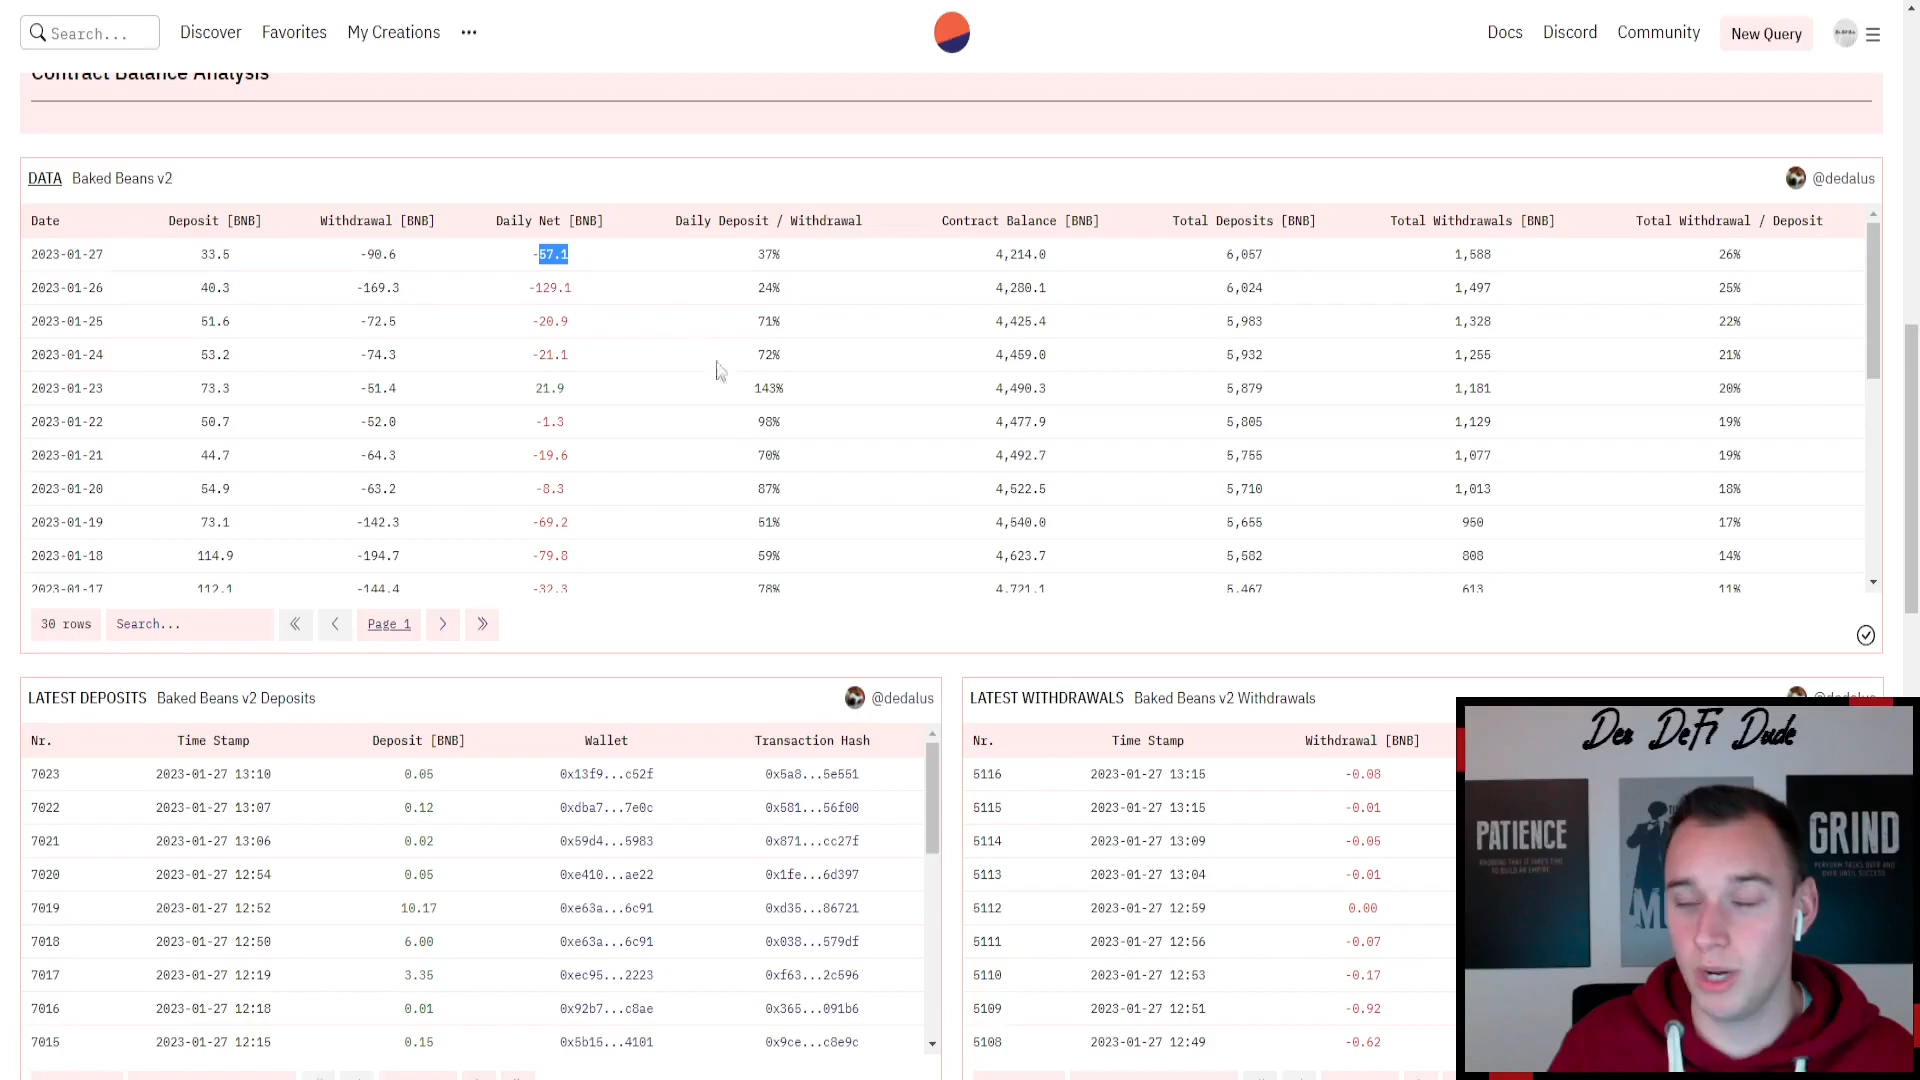 Search... Discover Favorites My Creations ••• Docs Discord Community New Query
Contract Balance Analysis
DATA Baked Beans v2 @dedalus
Date Deposit [BNB] Withdrawal [BNB] Daily Net [BNB] Daily Deposit / Withdrawal Contract Balance [BNB] Total Deposits [BNB] Total Withdrawals [BNB] Total Withdrawal / Deposit
2023-01-27 33.5 -90.6 -57.1 37% 4,214.0 6,057 1,588 26%
2023-01-26 40.3 -169.3 -129.1 24% 4,280.1 6,024 1,497 25%
2023-01-25 51.6 -72.5 -20.9 71% 4,425.4 5,983 1,328 22%
2023-01-24 53.2 -74.3 -21.1 72% 4,459.0 5,932 1,255 21%
2023-01-23 73.3 -51.4 21.9 143% 4,490.3 5,879 1,181 20%
2023-01-22 50.7 -52.0 -1.3 98% 4,477.9 5,805 1,129 19%
2023-01-21 44.7 -64.3 -19.6 70% 4,492.7 5,755 1,077 19%
2023-01-20 54.9 -63.2 -8.3 87% 4,522.5 5,710 1,013 18%
2023-01-19 73.1 -142.3 -69.2 51% 4,540.0 5,655 950 17%
2023-01-18 114.9 -194.7 -79.8 59% 4,623.7 5,582 808 14%
2023-01-17 112.1 -144.4 -32.3 78% 4,721.1 5,467 613 11%
30 rows Search... Page 1
LATEST DEPOSITS Baked Beans v2 Deposits @dedalus
Nr. Time Stamp Deposit [BNB] Wallet Transaction Hash
7023 2023-01-27 13:10 0.05 0x13f9...c52f 0x5a8...5e551
7022 2023-01-27 13:07 0.12 0xdba7...7e0c 0x581...56f00
7021 2023-01-27 13:06 0.02 0x59d4...5983 0x871...cc27f
7020 2023-01-27 12:54 0.05 0xe410...ae22 0x1fe...6d397
7019 2023-01-27 12:52 10.17 0xe63a...6c91 0xd35...86721
7018 2023-01-27 12:50 6.00 0xe63a...6c91 0x038...579df
7017 2023-01-27 12:19 3.35 0xec95...2223 0xf63...2c596
7016 2023-01-27 12:18 0.01 0x92b7...c8ae 0x365...091b6
7015 2023-01-27 12:15 0.15 0x5b15...4101 0x9ce...c8e9c
LATEST WITHDRAWALS Baked Beans v2 Withdrawals @dedalus
Nr. Time Stamp Withdrawal [BNB]
5116 2023-01-27 13:15 -0.08
5115 2023-01-27 13:15 -0.01
5114 2023-01-27 13:09 -0.05
5113 2023-01-27 13:04 -0.01
5112 2023-01-27 12:59 0.00
5111 2023-01-27 12:56 -0.07
5110 2023-01-27 12:53 -0.17
5109 2023-01-27 12:51 -0.92
5108 2023-01-27 12:49 -0.62
Der DeFi Dude
PATIENCE
GRIND